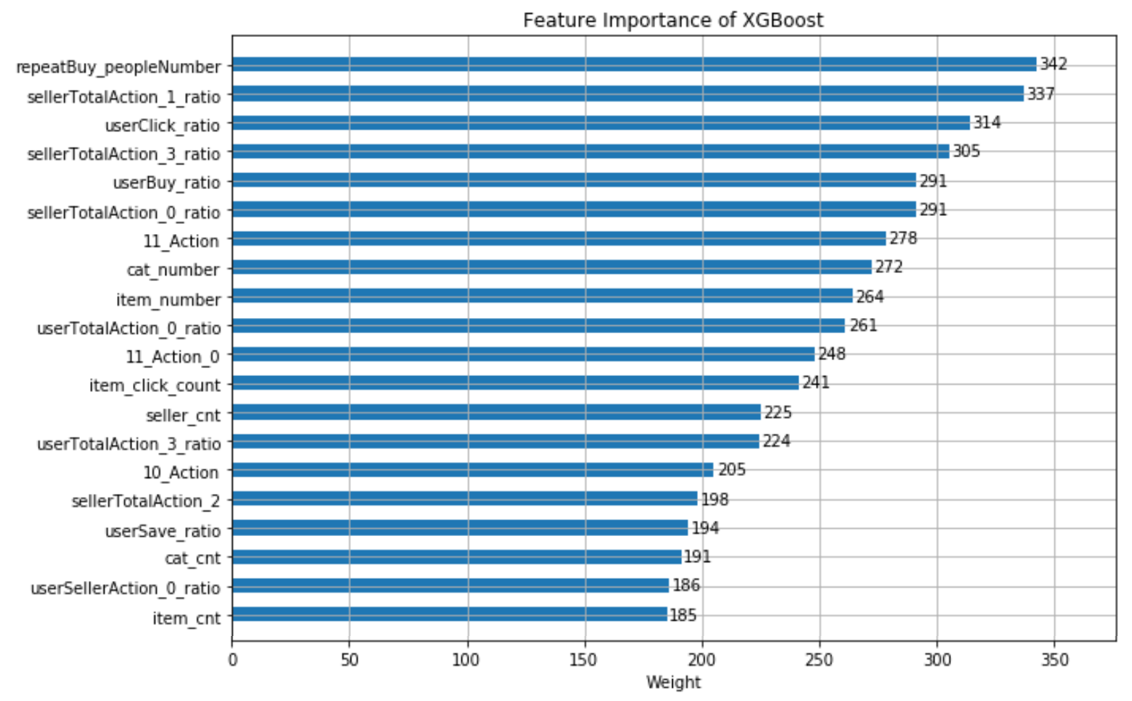 Feature Importance of XGBoost
repeatBuy_peopleNumber 342
sellerTotalAction_1_ratio 337
userClick_ratio 314
sellerTotalAction_3_ratio 305
userBuy_ratio 291
sellerTotalAction_0_ratio 291
11_Action 278
cat_number 272
item_number 264
userTotalAction_0_ratio 261
11_Action_0 248
item_click_count 241
seller_cnt 225
userTotalAction_3_ratio 224
10_Action 205
sellerTotalAction_2 198
userSave_ratio 194
cat_cnt 191
userSellerAction_0_ratio 186
item_cnt 185
0 50 100 150 200 250 300 350
Weight